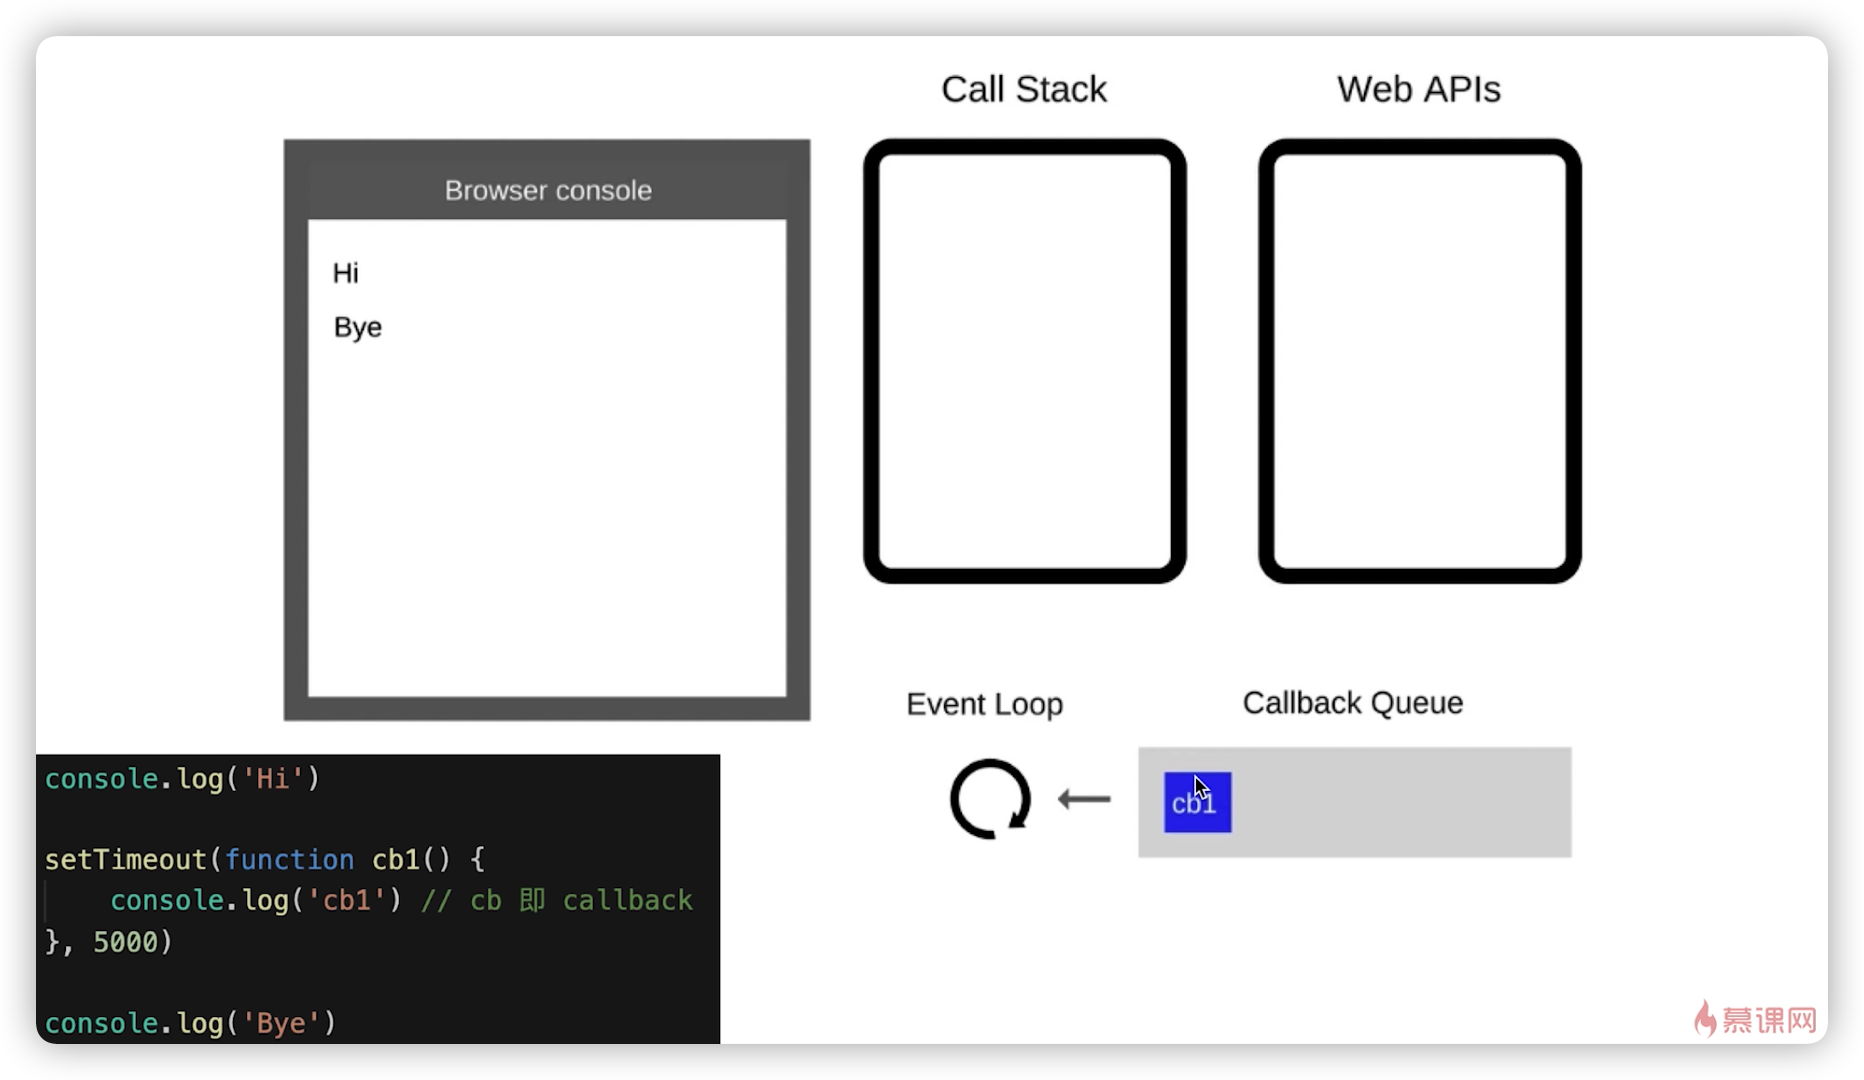 Call Stack
Web APIs
Browser console
Hi
Bye
Event Loop
Callback Queue
cb1
console.log('Hi')
setTimeout(function cb1() {
console.log('cb1') // cb 即 callback
}, 5000)
console.log('Bye')
慕课网